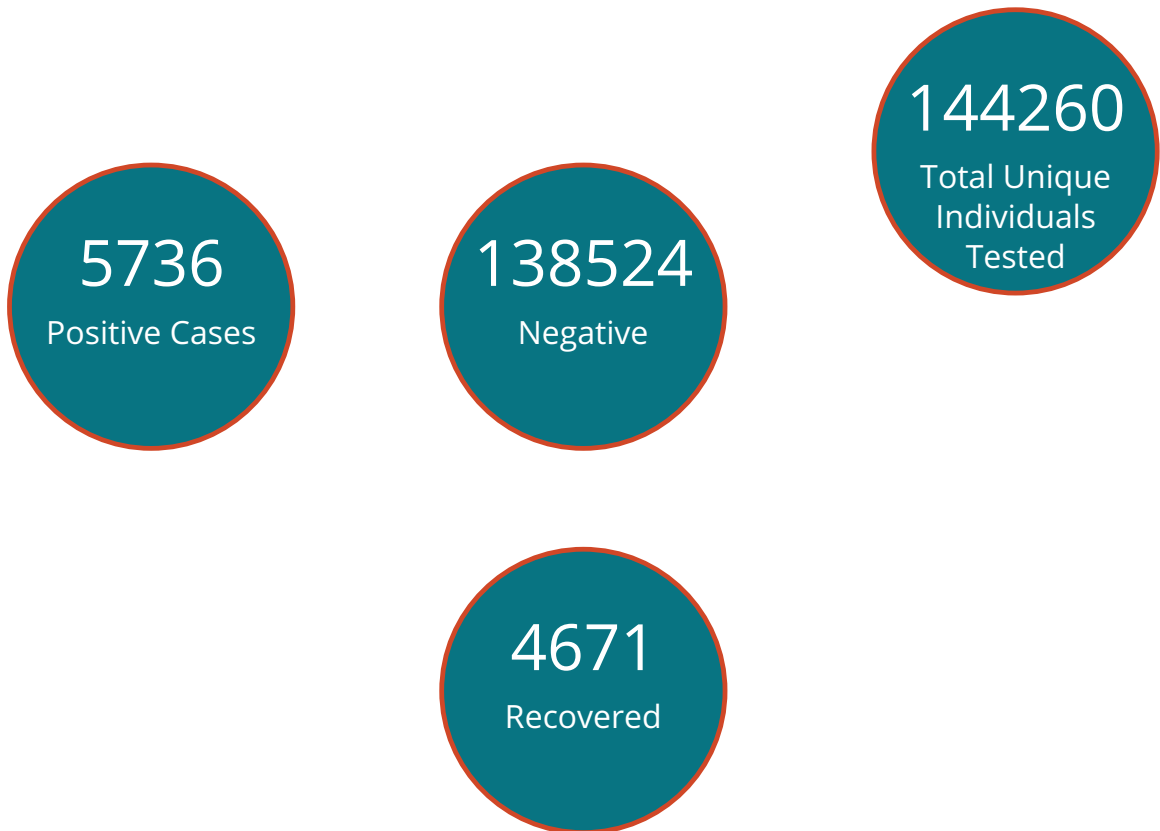 144260
Total Unique
Individuals
Tested
5736
Positive Cases
138524
Negative
4671
Recovered